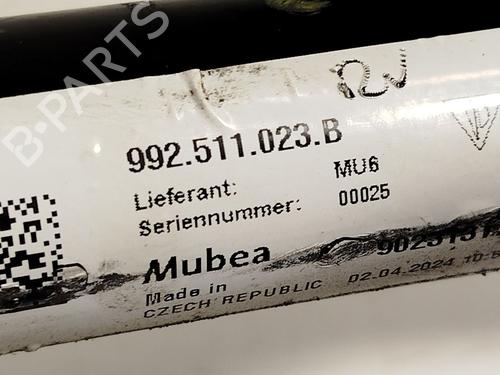 B-PARTS
992.511.023.B
Lieferant: MU6
Seriennummer: 00025
Mubea
Made in
CZECH REPUBLIC 02.04.2024